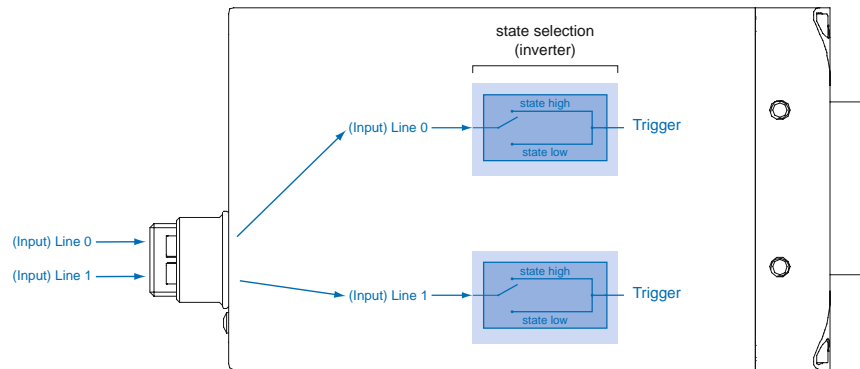 state selection
(inverter)
state high
(Input) Line 0
Trigger
state low
(Input) Line 0
(Input) Line 1
state high
(Input) Line 1
Trigger
state low